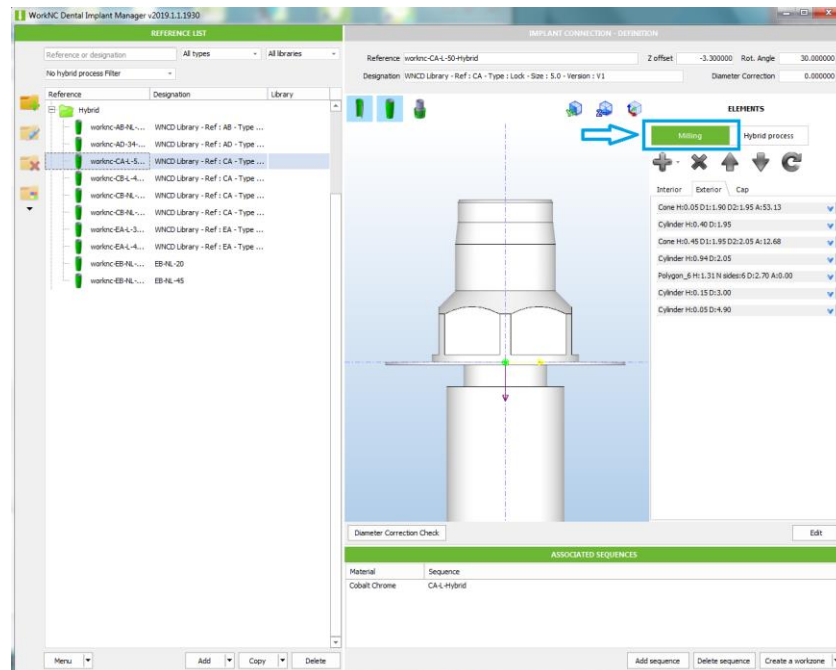 WorkNC Dental Implant Manager v2019.1.1.1930
REFERENCE LIST
Reference or designation
All types
All libraries
No hybrid process Filter
Reference Designation Library
Hybrid
worknc-AB-NL-... WNCD Library - Ref : AB - Type ...
worknc-AD-34-... WNCD Library - Ref : AD - Type ...
worknc-CA-L-5... WNCD Library - Ref : CA - Type ...
worknc-CB-L-4... WNCD Library - Ref : CA - Type ...
worknc-CB-NL-... WNCD Library - Ref : CA - Type ...
worknc-CB-NL-... WNCD Library - Ref : CA - Type ...
worknc-EA-L-3... WNCD Library - Ref : EA - Type ...
worknc-EA-L-4... WNCD Library - Ref : EA - Type ...
worknc-EB-NL-... EB-NL-20
worknc-EB-NL-... EB-NL-45
Menu Add Copy Delete
IMPLANT CONNECTION - DEFINITION
Reference worknc-CA-L-50-Hybrid Z offset -3.300000 Rot. Angle 30.000000
Designation WNCD Library - Ref : CA - Type : Lock - Size : 5.0 - Version : V1 Diameter Correction 0.000000
ELEMENTS
Milling Hybrid process
Interior Exterior Cap
Cone H:0.05 D1:1.90 D2:1.95 A:53.13
Cylinder H:0.40 D:1.95
Cone H:0.45 D1:1.95 D2:2.05 A:12.68
Cylinder H:0.94 D:2.05
Polygon_6 H:1.31 N sides:6 D:2.70 A:0.00
Cylinder H:0.15 D:3.00
Cylinder H:0.05 D:4.90
Diameter Correction Check Edit
ASSOCIATED SEQUENCES
Material Sequence
Cobalt Chrome CA-L-Hybrid
Add sequence Delete sequence Create a workzone